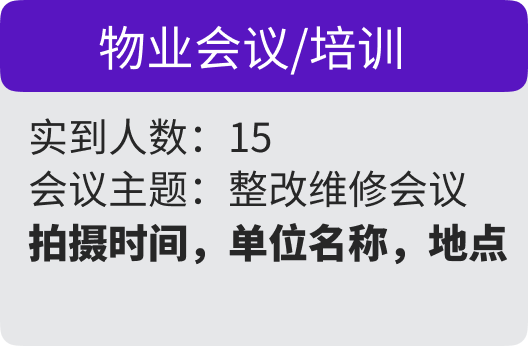 物业会议/培训
实到人数：15
会议主题：整改维修会议
拍摄时间，单位名称，地点